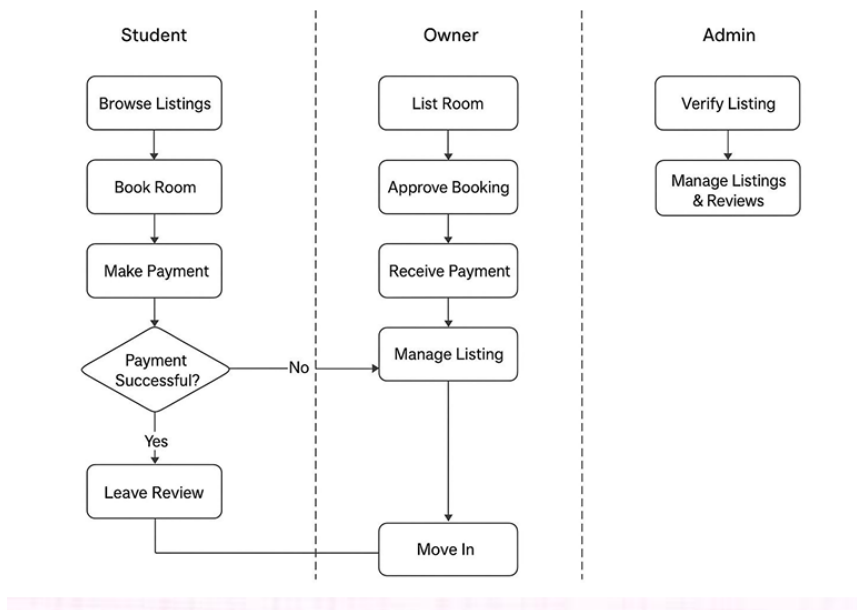 Student
Owner
Admin
Browse Listings
List Room
Verify Listing
Book Room
Approve Booking
Manage Listings
& Reviews
Make Payment
Receive Payment
Payment
Successful?
No
Manage Listing
Yes
Leave Review
Move In